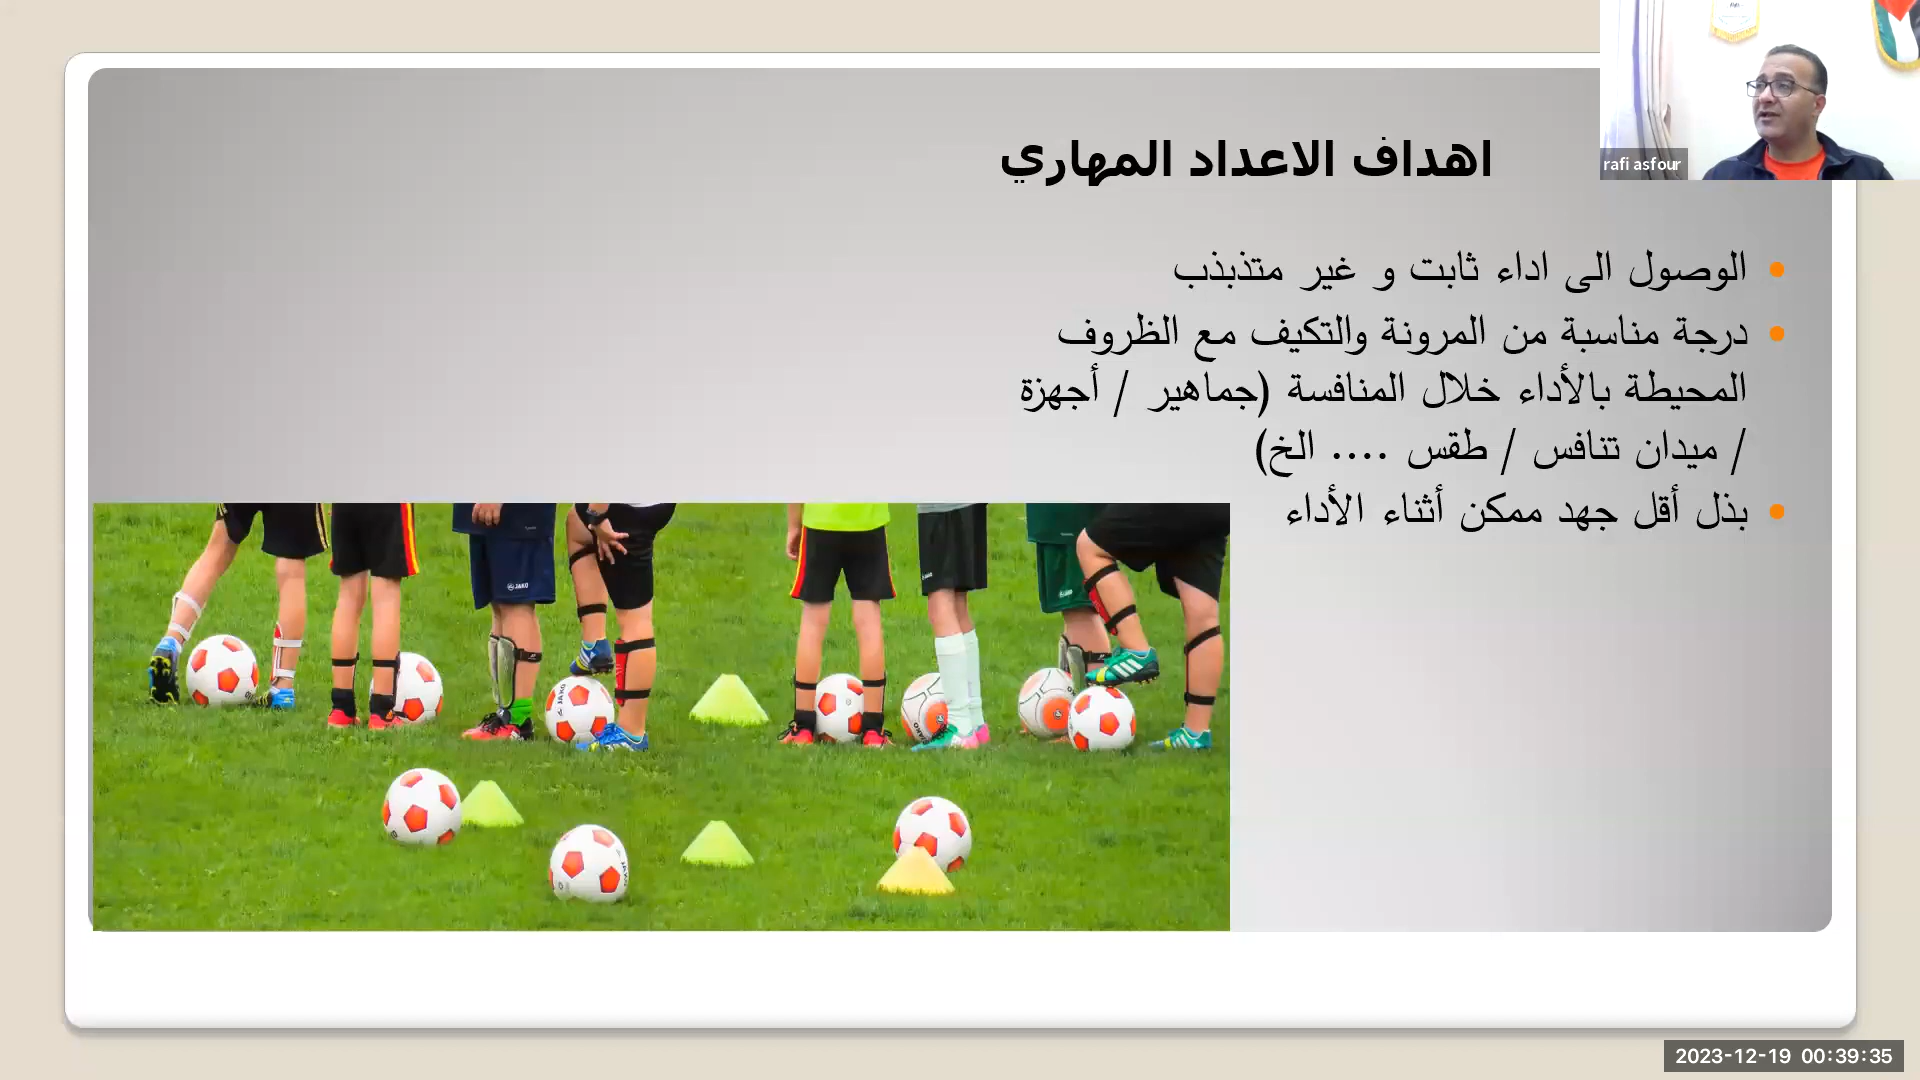 اهداف الاعداد المهاري
rafi asfour
الوصول الى اداء ثابت و غير متذبذب
درجة مناسبة من المرونة والتكيف مع الظروف
المحيطة بالأداء خلال المنافسة (جماهير / أجهزة
/ ميدان تنافس / طقس .... الخ)
بذل أقل جهد ممكن أثناء الأداء
JAKO
2023-12-19 00:39:35